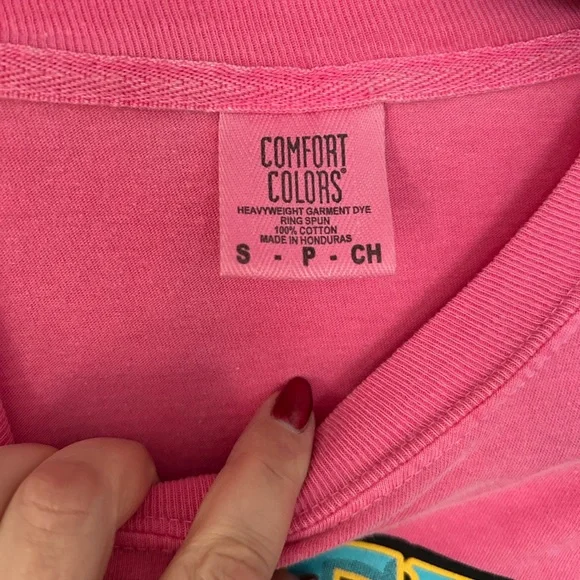 COMFORT
COLORS®
HEAVYWEIGHT GARMENT DYE
RING SPUN
100% COTTON
MADE IN HONDURAS
S - P - CH